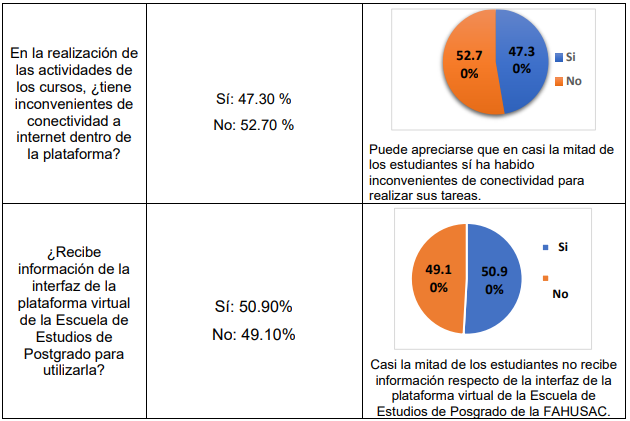 En la realización de
las actividades de
los cursos, ¿tiene
inconvenientes de
conectividad a
internet dentro de
la plataforma?
Sí: 47.30 %
No: 52.70 %
52.7
0%
47.3
0%
Si
No
Puede apreciarse que en casi la mitad de
los estudiantes sí ha habido
inconvenientes de conectividad para
realizar sus tareas.
¿Recibe
información de la
interfaz de la
plataforma virtual
de la Escuela de
Estudios de
Postgrado para
utilizarla?
Sí: 50.90%
No: 49.10%
49.1
0%
50.9
0%
Si
No
Casi la mitad de los estudiantes no recibe
información respecto de la interfaz de la
plataforma virtual de la Escuela de
Estudios de Posgrado de la FAHUSAC.